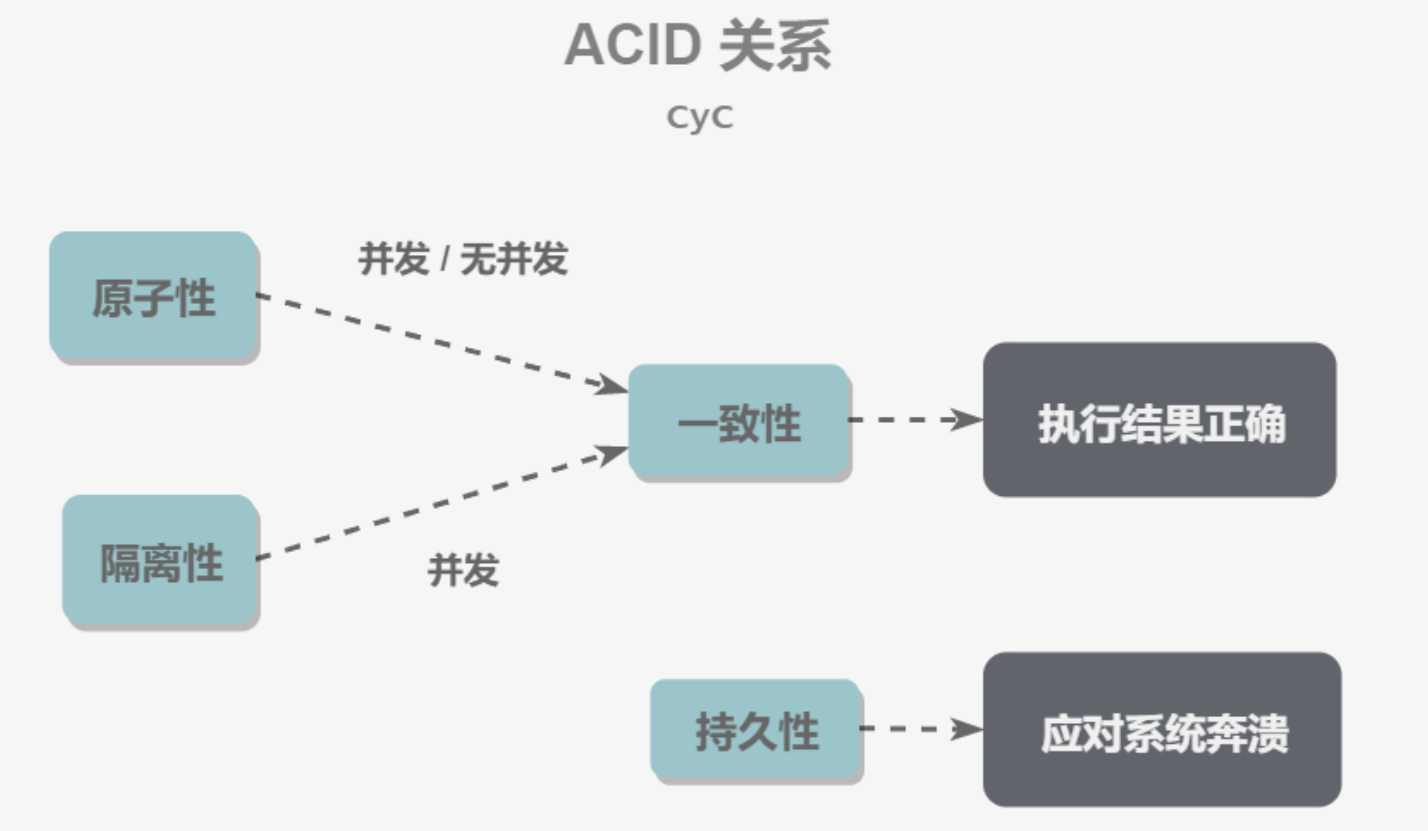 ACID 关系
CyC
并发 / 无并发
原子性
一致性
执行结果正确
隔离性
并发
持久性
应对系统奔溃